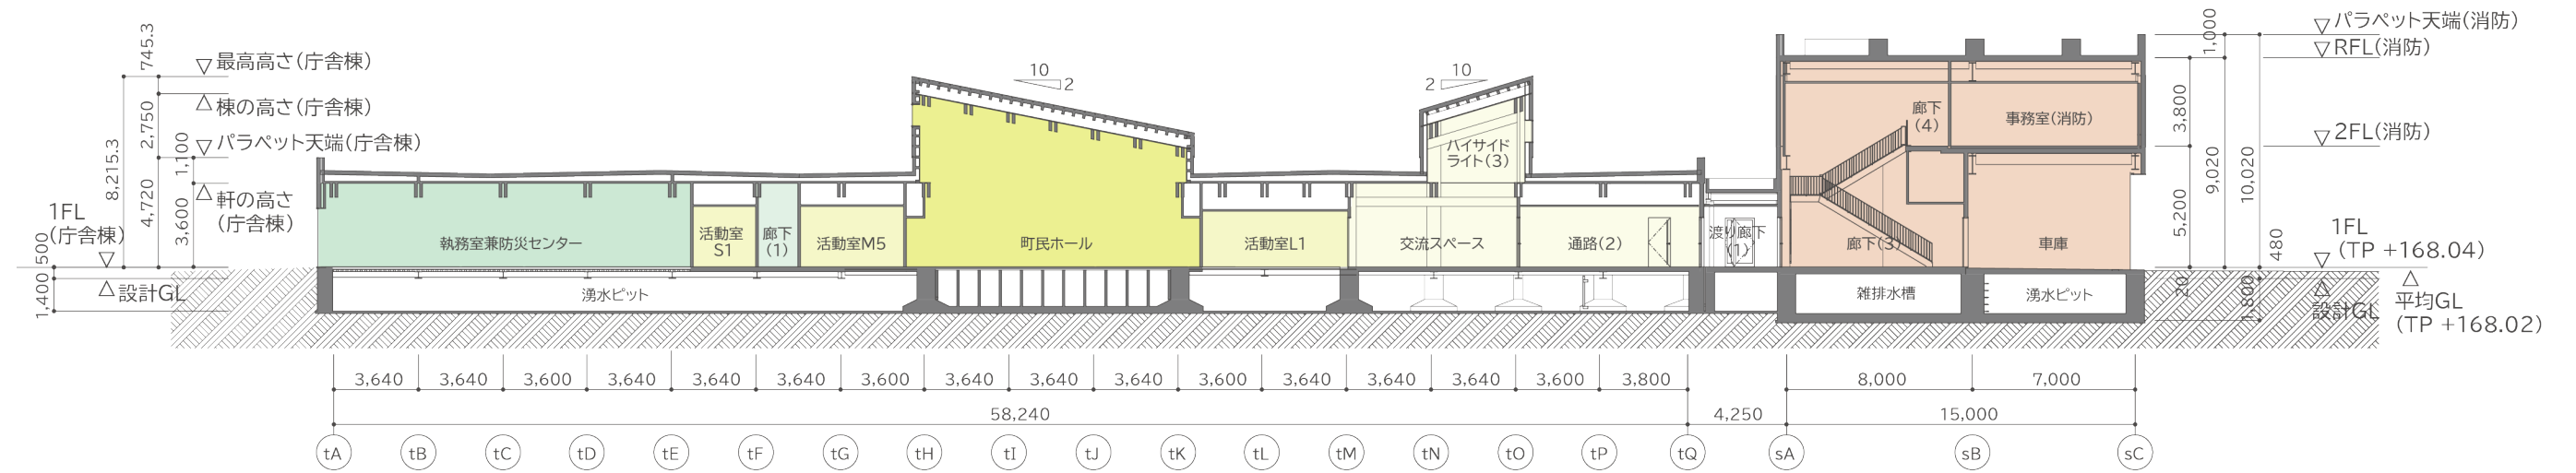 745.3
2,750
1,100
8,215.3
4,720
3,600
500
1,400
▽最高高さ(庁舎棟)
△棟の高さ(庁舎棟)
▽パラペット天端(庁舎棟)
△軒の高さ
(庁舎棟)
1FL
(庁舎棟)
▽
△設計GL
執務室兼防災センター
活動室
S1
廊下
(1)
活動室M5
町民ホール
活動室L1
交流スペース
ハイサイド
ライト(3)
通路(2)
渡り廊下
(1)
廊下(3)
廊下
(4)
事務室(消防)
車庫
湧水ピット
雑排水槽
湧水ピット
10
2
10
2
▽パラペット天端(消防)
▽RFL(消防)
▽2FL(消防)
1FL
▽(TP +168.04)
△
設計GL
△
平均GL
(TP +168.02)
1,000
3,800
5,200
9,020
10,020
480
20
1,800
3,640 3,640 3,600 3,640 3,640 3,640 3,600 3,640 3,640 3,640 3,600 3,640 3,640 3,640 3,600 3,800 8,000 7,000
58,240 4,250 15,000
tA tB tC tD tE tF tG tH tI tJ tK tL tM tN tO tP tQ sA sB sC